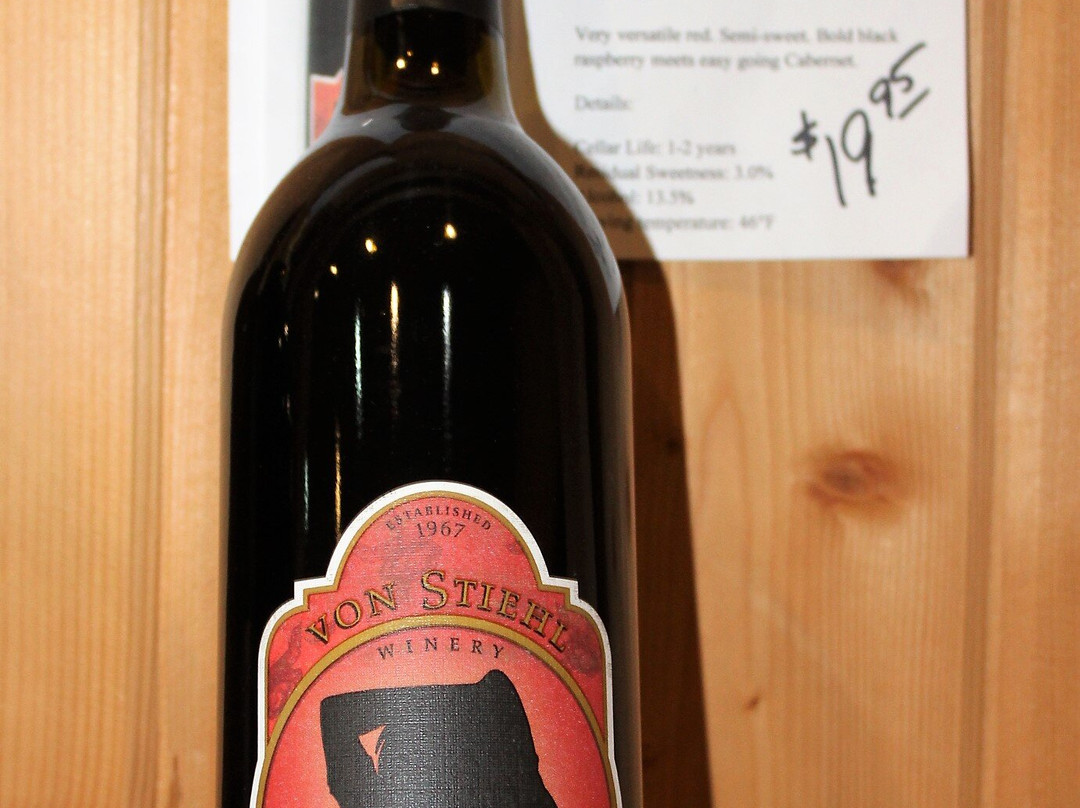 Very versatile red. Semi-sweet. Bold black
raspberry meets easy going Cabernet.
$19.95
Details:
Cellar Life: 1-2 years
Residual Sweetness: 3.0%
Alcohol: 13.5%
temperature: 46°F
ESTABLISHED
1967
VON STIEHL
WINERY